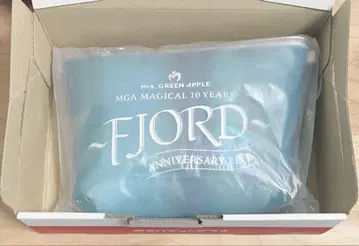 Mrs. GREEN APPLE
MGA MAGICAL 10 YEARS
~FJORD~
ANNIVERSARY LIVE